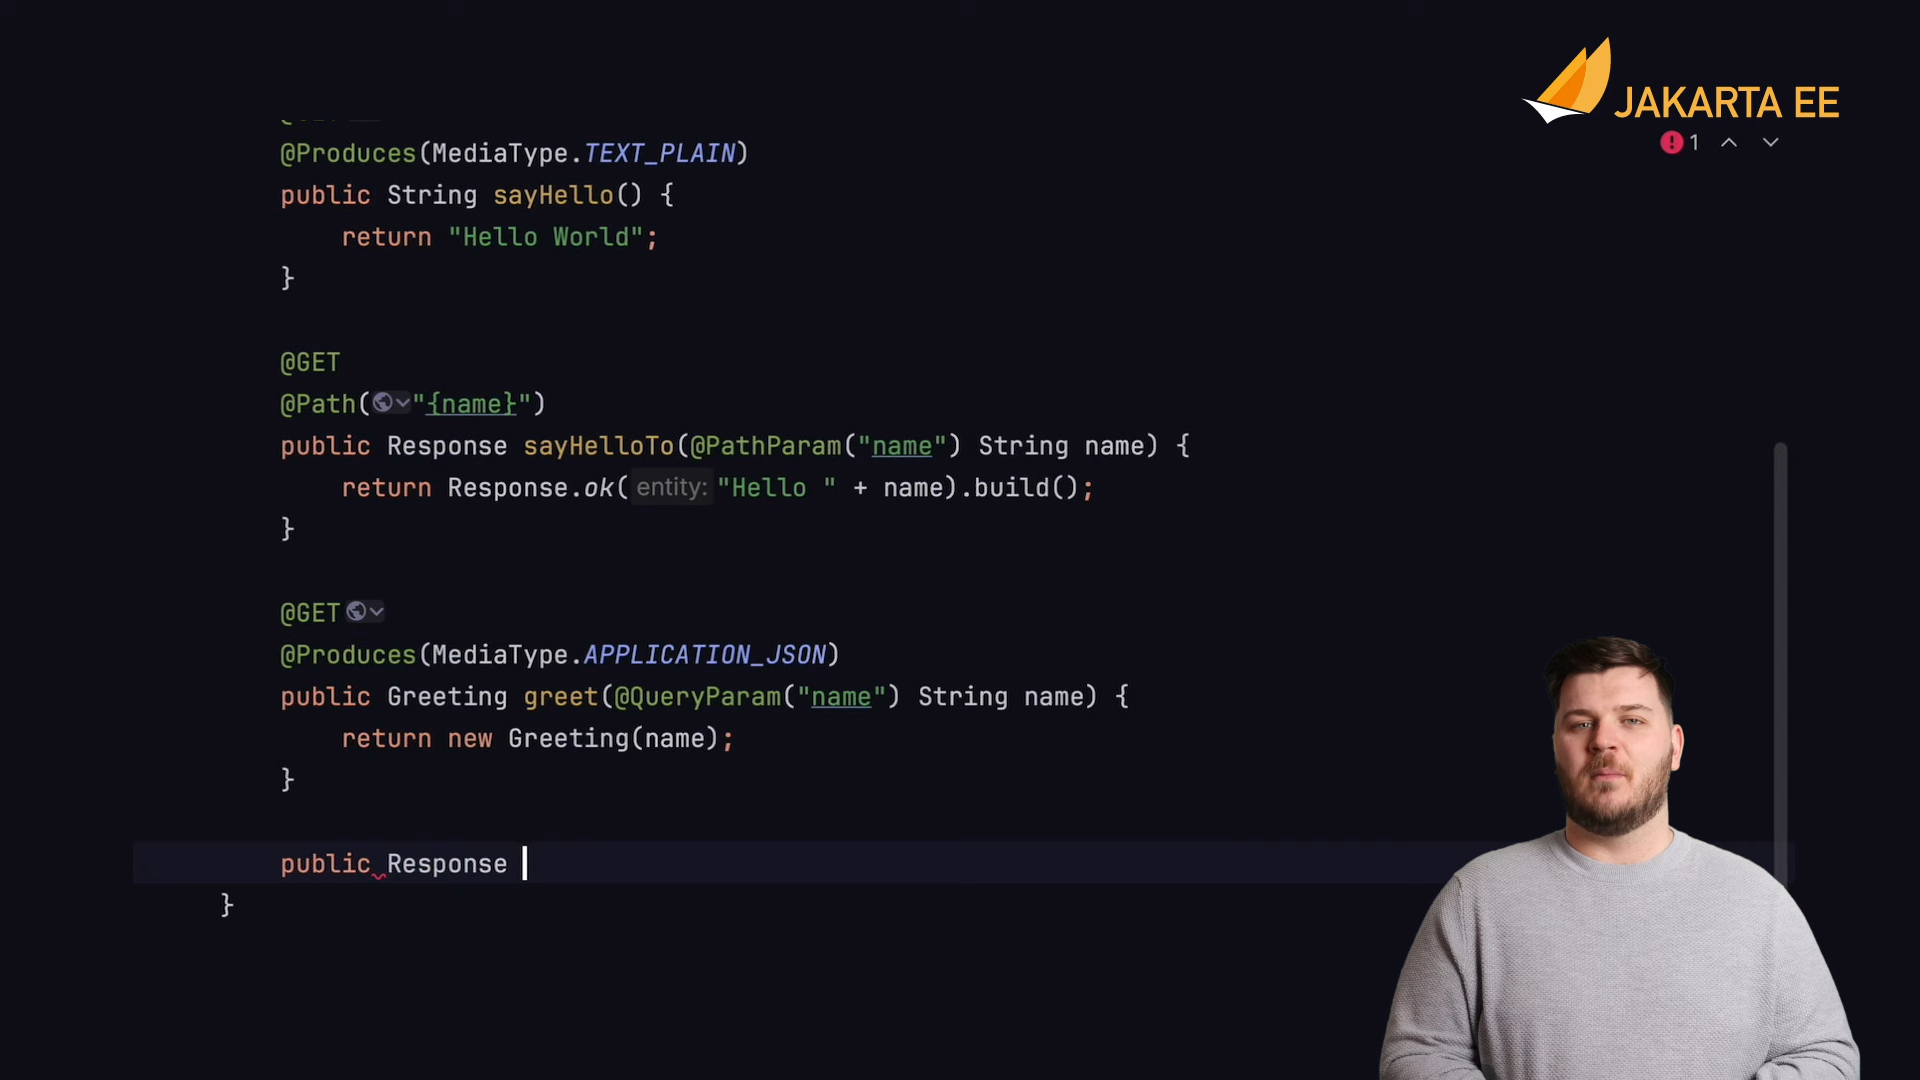 JAKARTA EE
1
@Produces(MediaType.TEXT_PLAIN)
public String sayHello() {
return "Hello World";
}
@GET
@Path("{name}")
public Response sayHelloTo(@PathParam("name") String name) {
return Response.ok(entity: "Hello " + name).build();
}
@GET
@Produces(MediaType.APPLICATION_JSON)
public Greeting greet(@QueryParam("name") String name) {
return new Greeting(name);
}
public Response
}